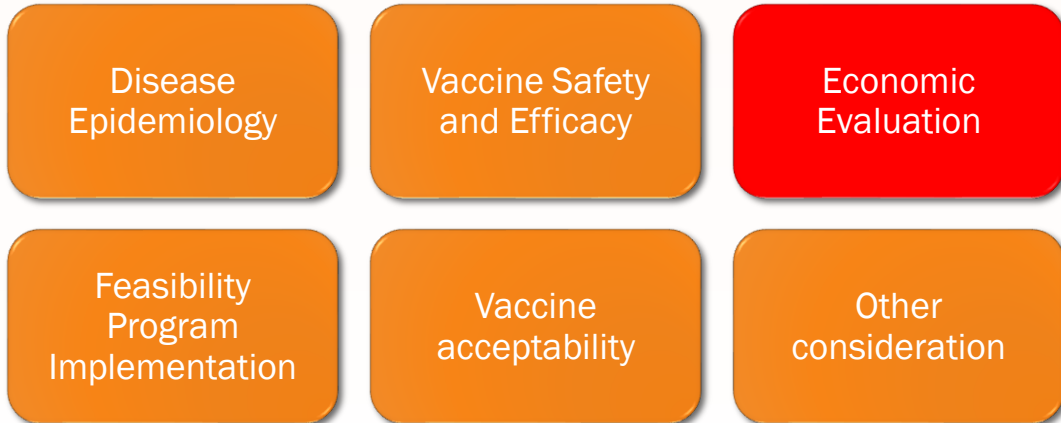 Disease
Epidemiology
Vaccine Safety
and Efficacy
Economic
Evaluation
Feasibility
Program
Implementation
Vaccine
acceptability
Other
consideration